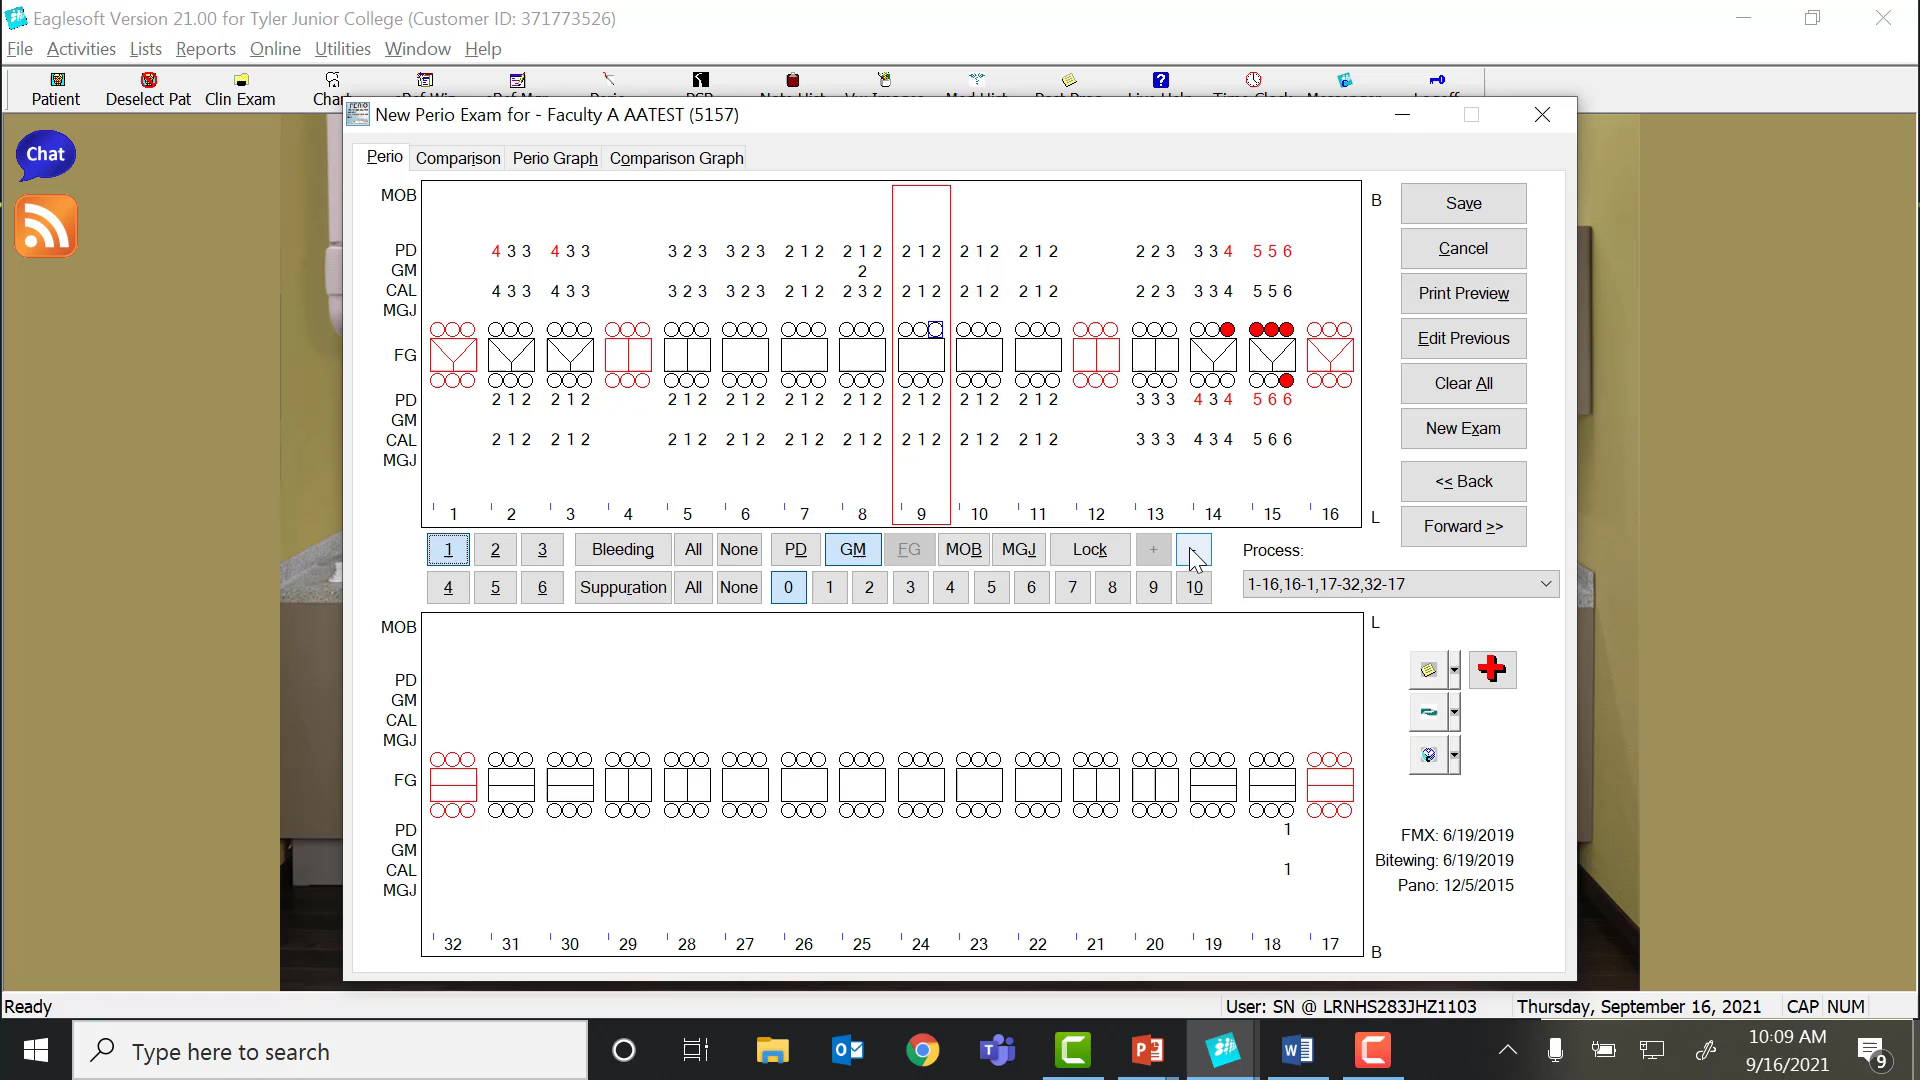 Eaglesoft Version 21.00 for Tyler Junior College (Customer ID: 371773526)
File Activities Lists Reports Online Utilities Window Help
Patient Deselect Pat Clin Exam
New Perio Exam for - Faculty A AATEST (5157)
Chat
Perio Comparison Perio Graph Comparison Graph
MOB B
Save
PD 4 3 3 4 3 3 3 2 3 3 2 3 2 1 2 2 1 2 2 1 2 2 1 2 2 1 2 2 2 3 3 3 4 5 5 6
Cancel
GM 2
CAL 4 3 3 4 3 3 3 2 3 3 2 3 2 1 2 2 3 2 2 1 2 2 1 2 2 1 2 2 2 3 3 3 4 5 5 6
Print Preview
MGJ
Edit Previous
FG
Clear All
PD 2 1 2 2 1 2 2 1 2 2 1 2 2 1 2 2 1 2 2 1 2 2 1 2 2 1 2 3 3 3 4 3 4 5 6 6
GM
New Exam
CAL 2 1 2 2 1 2 2 1 2 2 1 2 2 1 2 2 1 2 2 1 2 2 1 2 2 1 2 3 3 3 4 3 4 5 6 6
MGJ
<< Back
1 2 3 4 5 6 7 8 9 10 11 12 13 14 15 16 L
Forward >>
1 2 3 Bleeding All None PD GM FG MOB MGJ Lock + - Process:
4 5 6 Suppuration All None 0 1 2 3 4 5 6 7 8 9 10 1-16,16-1,17-32,32-17
MOB L
PD
GM
CAL
MGJ
FG
PD 1
GM
CAL 1
MGJ
FMX: 6/19/2019
Bitewing: 6/19/2019
Pano: 12/5/2015
32 31 30 29 28 27 26 25 24 23 22 21 20 19 18 17 B
Ready User: SN @ LRNHS283JHZ1103 Thursday, September 16, 2021 CAP NUM
Type here to search
10:09 AM
9/16/2021
9